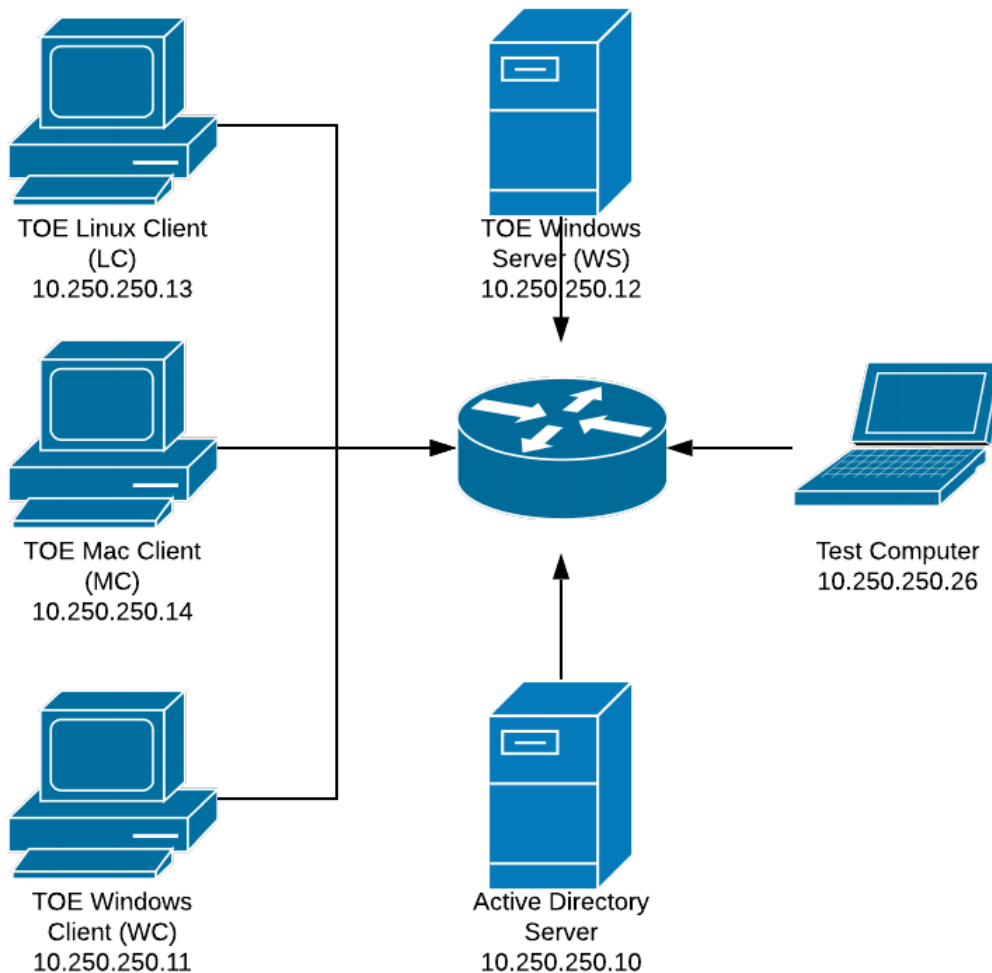 TOE Linux Client
(LC)
10.250.250.13
TOE Windows
Server (WS)
10.250.250.12
TOE Mac Client
(MC)
10.250.250.14
Test Computer
10.250.250.26
TOE Windows
Client (WC)
10.250.250.11
Active Directory
Server
10.250.250.10